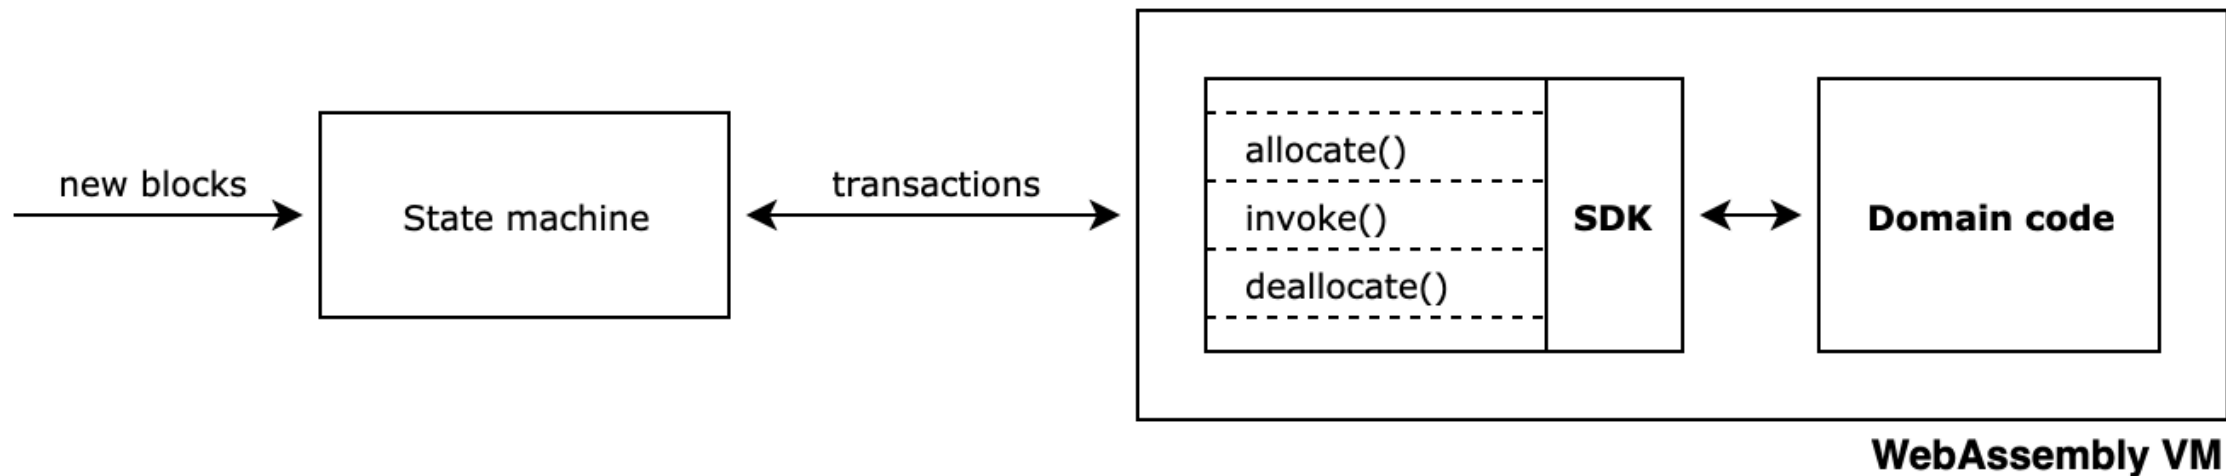 new blocks
State machine
transactions
allocate()
invoke()
deallocate()
SDK
Domain code
WebAssembly VM